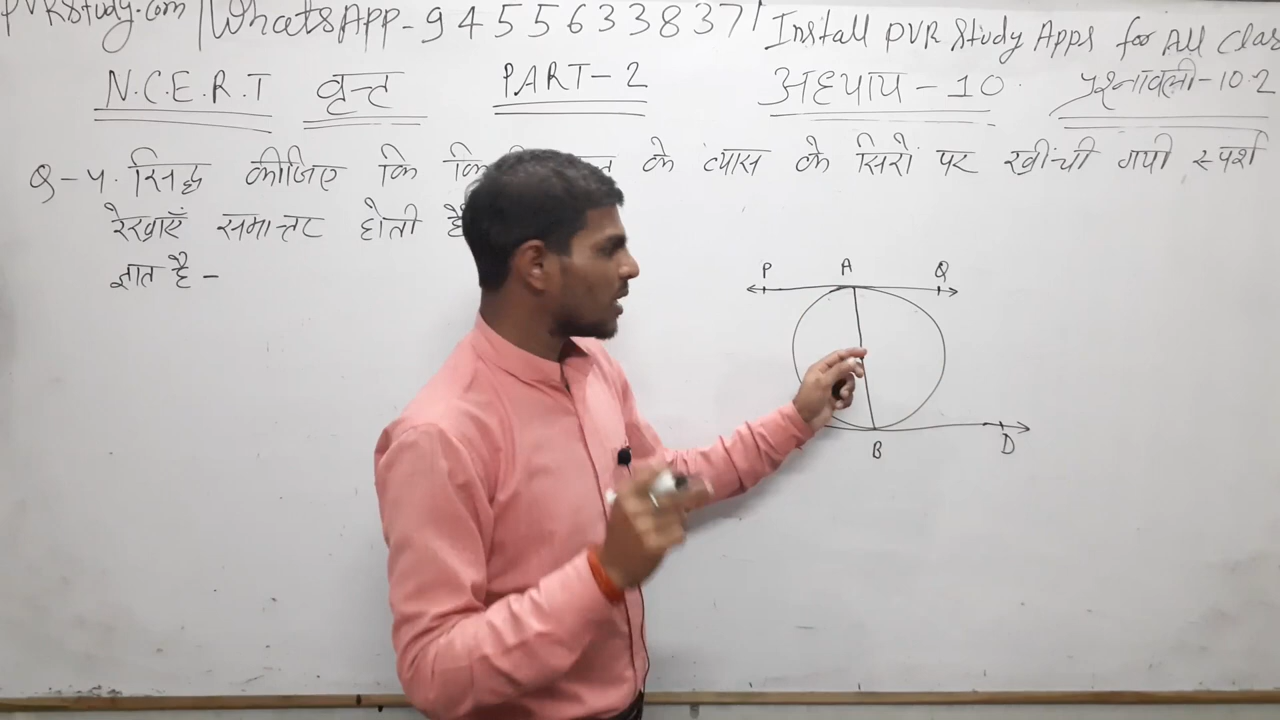 PVRStudy.com | WhatsApp-9455633837 | Install PVR Study Apps for All Clas
N.C.E.R.T वृत्त PART-2 अध्याय-10 प्रश्नावली-10.2
Q-4. सिद्ध कीजिए कि के व्यास के सिरों पर खींची गयी स्पर्श
रेखाएँ समान्तर होती है
ज्ञात है -
P A Q
B D